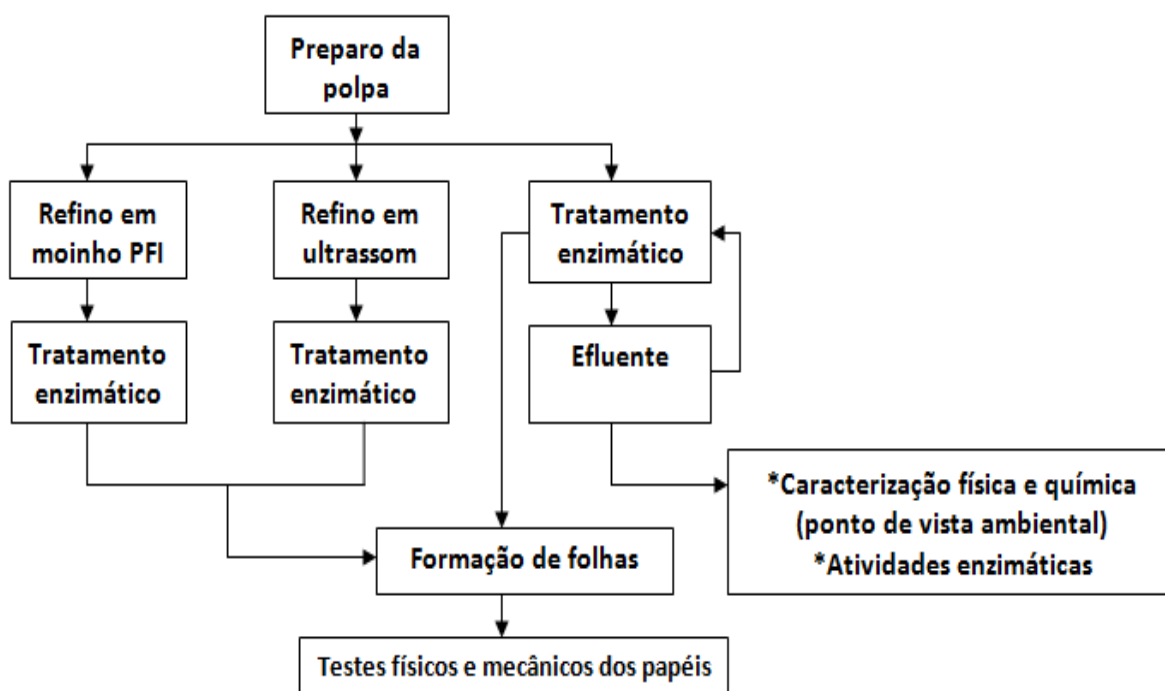 Preparo da
polpa
Refino em
moinho PFI
Refino em
ultrassom
Tratamento
enzimático
Tratamento
enzimático
Tratamento
enzimático
Efluente
*Caracterização física e química
(ponto de vista ambiental)
*Atividades enzimáticas
Formação de folhas
Testes físicos e mecânicos dos papéis